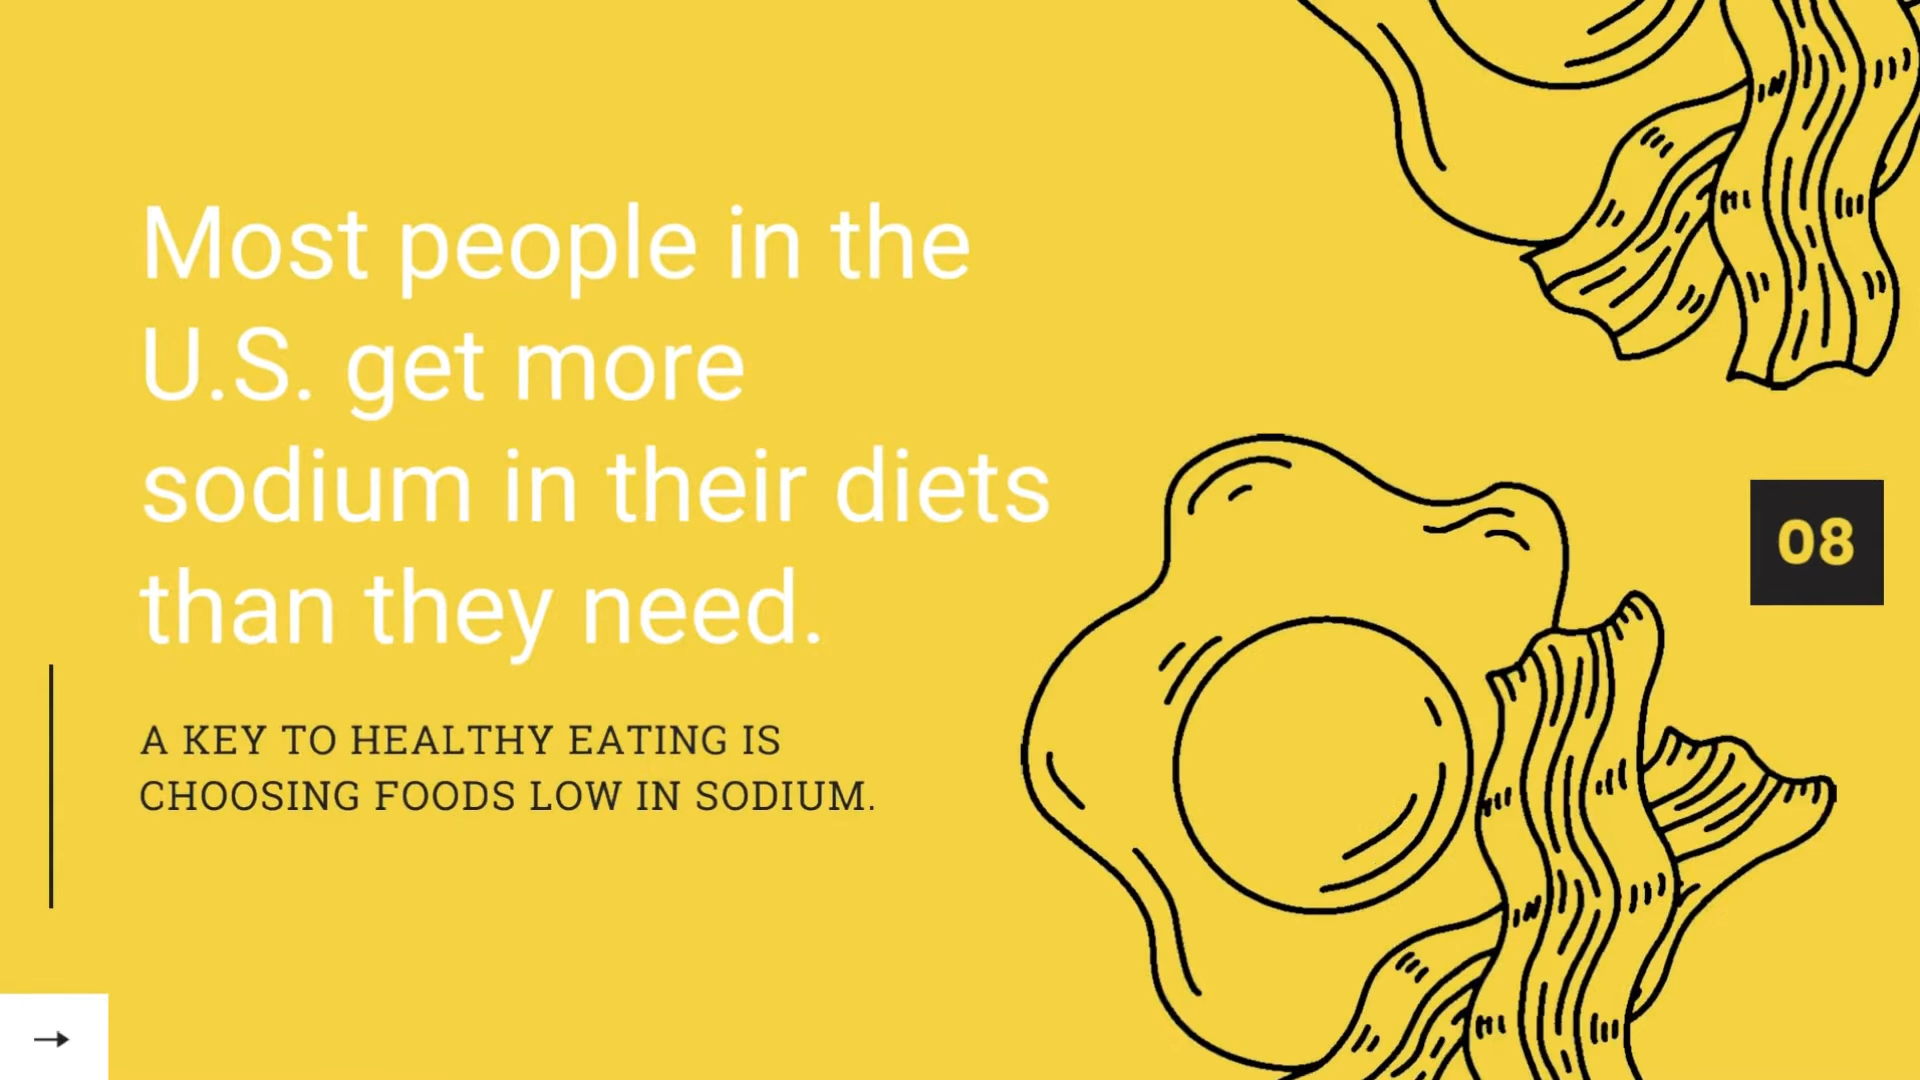 Most people in the
U.S. get more
sodium in their diets
than they need.
08
A KEY TO HEALTHY EATING IS
CHOOSING FOODS LOW IN SODIUM.